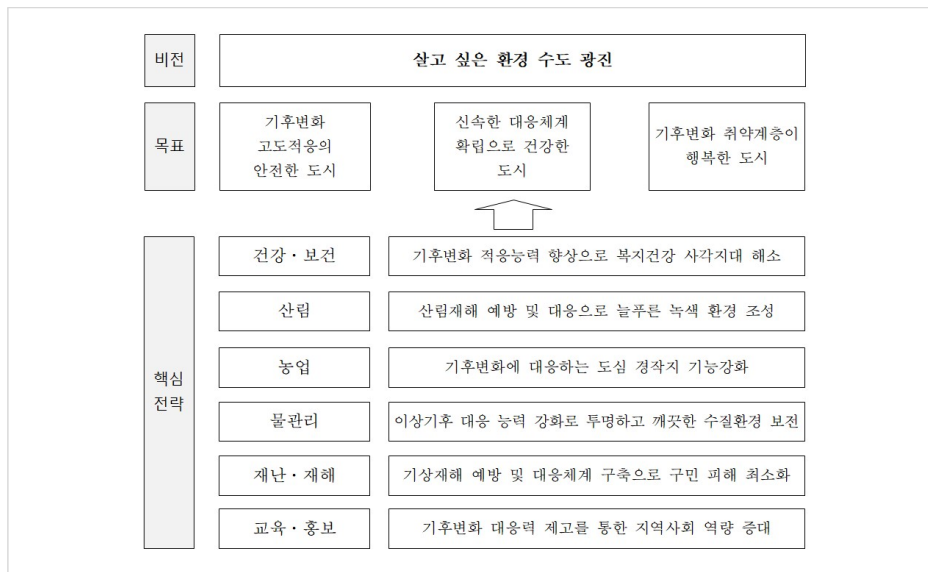 비전
살고 싶은 환경 수도 광진
목표
기후변화
고도적응의
안전한 도시
신속한 대응체계
확립으로 건강한
도시
기후변화 취약계층이
행복한 도시
핵심
전략
건강·보건
기후변화 적응능력 향상으로 복지건강 사각지대 해소
산림
산림재해 예방 및 대응으로 늘푸른 녹색 환경 조성
농업
기후변화에 대응하는 도심 경작지 기능강화
물관리
이상기후 대응 능력 강화로 투명하고 깨끗한 수질환경 보전
재난·재해
기상재해 예방 및 대응체계 구축으로 구민 피해 최소화
교육·홍보
기후변화 대응력 제고를 통한 지역사회 역량 증대